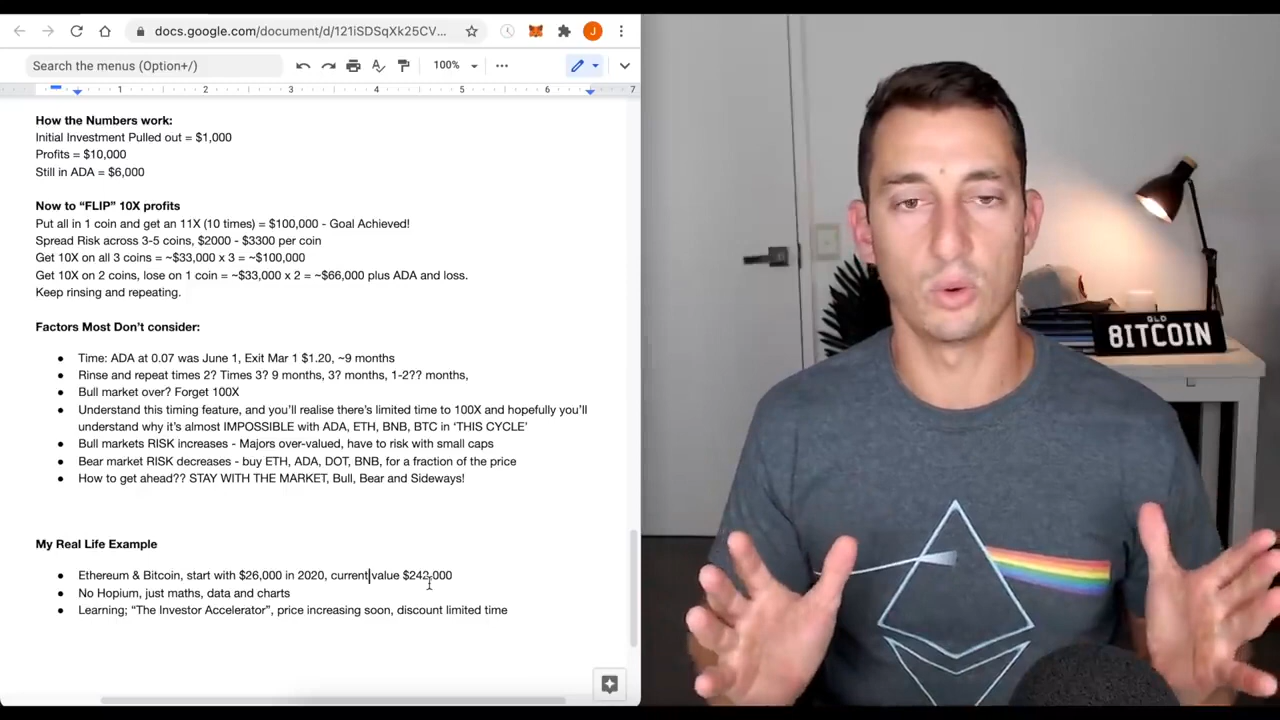 docs.google.com/document/d/121iSDSqXk25CV...
J
Search the menus (Option+/)
100%
1 2 3 4 5 6 7
How the Numbers work:
Initial Investment Pulled out = $1,000
Profits = $10,000
Still in ADA = $6,000
Now to “FLIP” 10X profits
Put all in 1 coin and get an 11X (10 times) = $100,000 - Goal Achieved!
Spread Risk across 3-5 coins, $2000 - $3300 per coin
Get 10X on all 3 coins = ~$33,000 x 3 = ~$100,000
Get 10X on 2 coins, lose on 1 coin = ~$33,000 x 2 = ~$66,000 plus ADA and loss.
Keep rinsing and repeating.
Factors Most Don’t consider:
● Time: ADA at 0.07 was June 1, Exit Mar 1 $1.20, ~9 months
● Rinse and repeat times 2? Times 3? 9 months, 3? months, 1-2?? months,
● Bull market over? Forget 100X
● Understand this timing feature, and you’ll realise there’s limited time to 100X and hopefully you’ll
understand why it’s almost IMPOSSIBLE with ADA, ETH, BNB, BTC in ‘THIS CYCLE’
● Bull markets RISK increases - Majors over-valued, have to risk with small caps
● Bear market RISK decreases - buy ETH, ADA, DOT, BNB, for a fraction of the price
● How to get ahead?? STAY WITH THE MARKET, Bull, Bear and Sideways!
My Real Life Example
● Ethereum & Bitcoin, start with $26,000 in 2020, current value $242,000
● No Hopium, just maths, data and charts
● Learning; “The Investor Accelerator”, price increasing soon, discount limited time
QLD
8ITCOIN